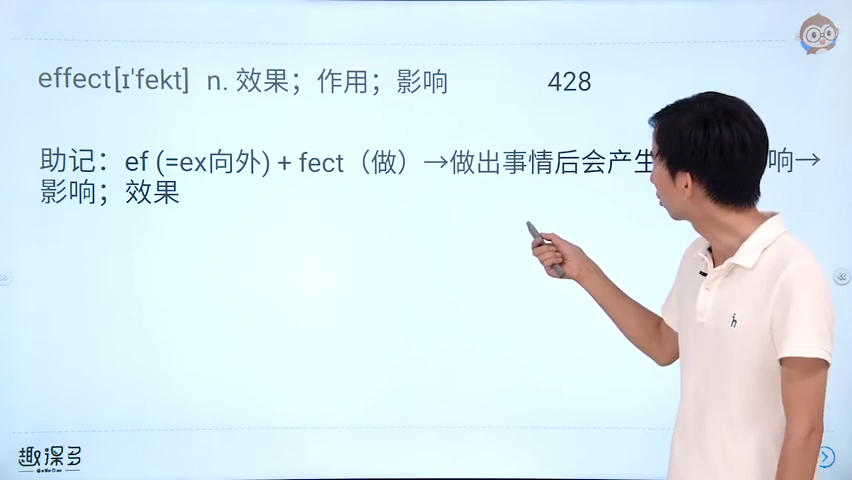 effect[ɪ'fekt] n. 效果；作用；影响 428
助记：ef (=ex向外) + fect（做）→做出事情后会产生 响→
影响；效果
趣课多